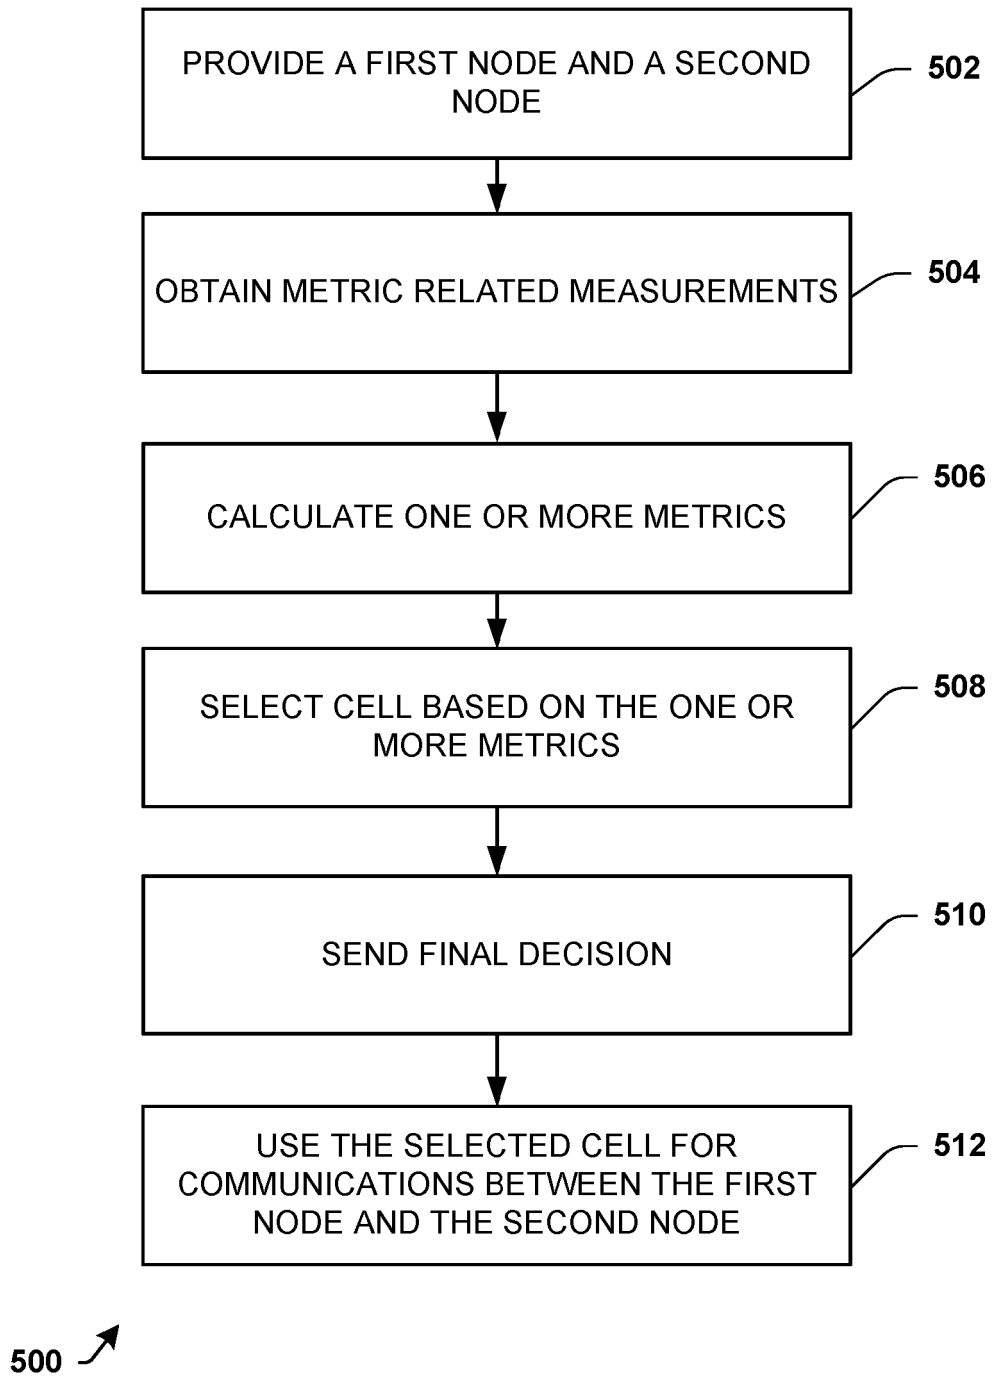 PROVIDE A FIRST NODE AND A SECOND
NODE
502
OBTAIN METRIC RELATED MEASUREMENTS
504
CALCULATE ONE OR MORE METRICS
506
SELECT CELL BASED ON THE ONE OR
MORE METRICS
508
SEND FINAL DECISION
510
USE THE SELECTED CELL FOR
COMMUNICATIONS BETWEEN THE FIRST
NODE AND THE SECOND NODE
512
500